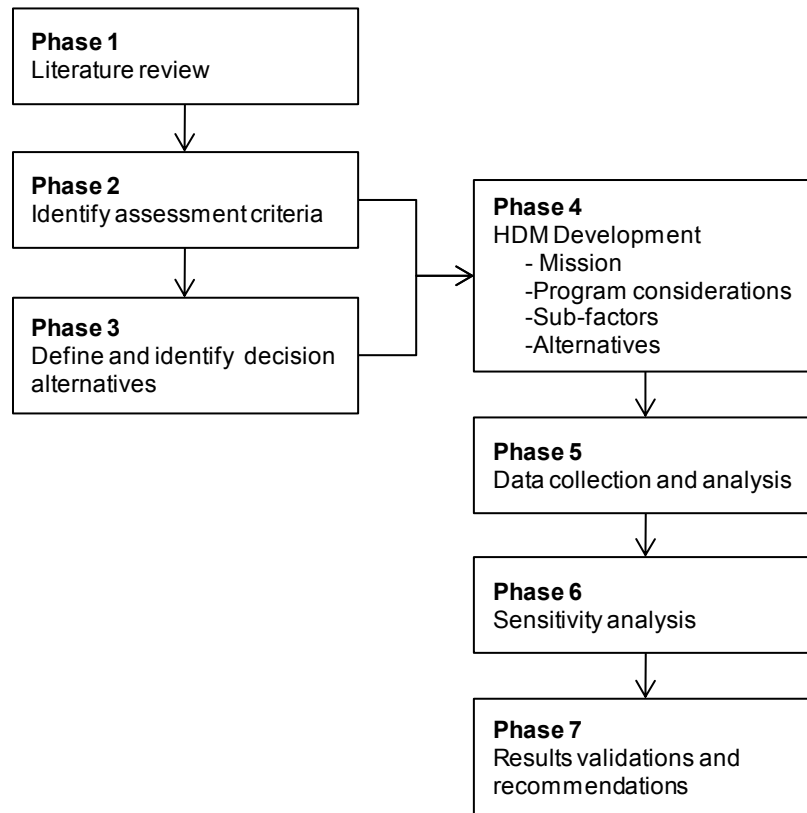 Phase 1
Literature review
Phase 2
Identify assessment criteria
Phase 3
Define and identify decision
alternatives
Phase 4
HDM Development
- Mission
-Program considerations
-Sub-factors
-Alternatives
Phase 5
Data collection and analysis
Phase 6
Sensitivity analysis
Phase 7
Results validations and
recommendations